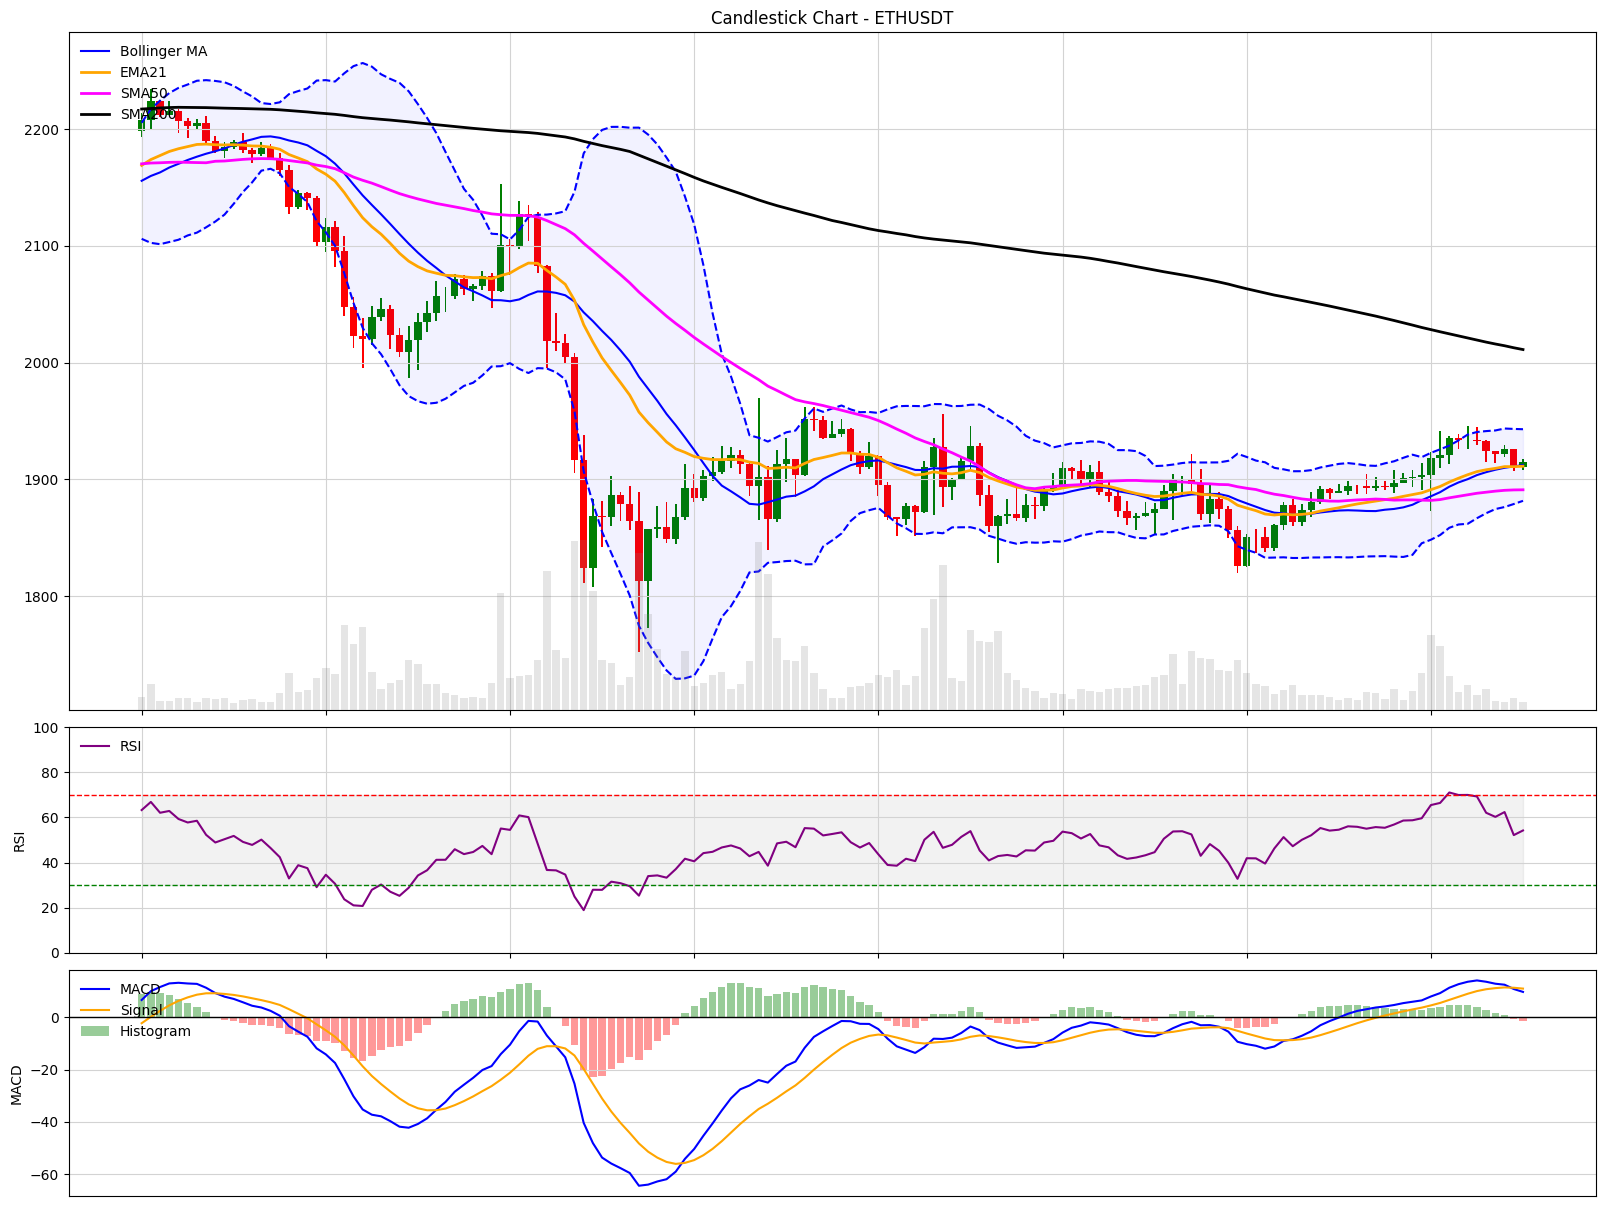 Candlestick Chart - ETHUSDT
Bollinger MA
EMA21
SMA50
SMA200
2200
2100
2000
1900
1800
100
80
60
40
20
0
RSI
RSI
MACD
Signal
Histogram
0
−20
−40
−60
MACD